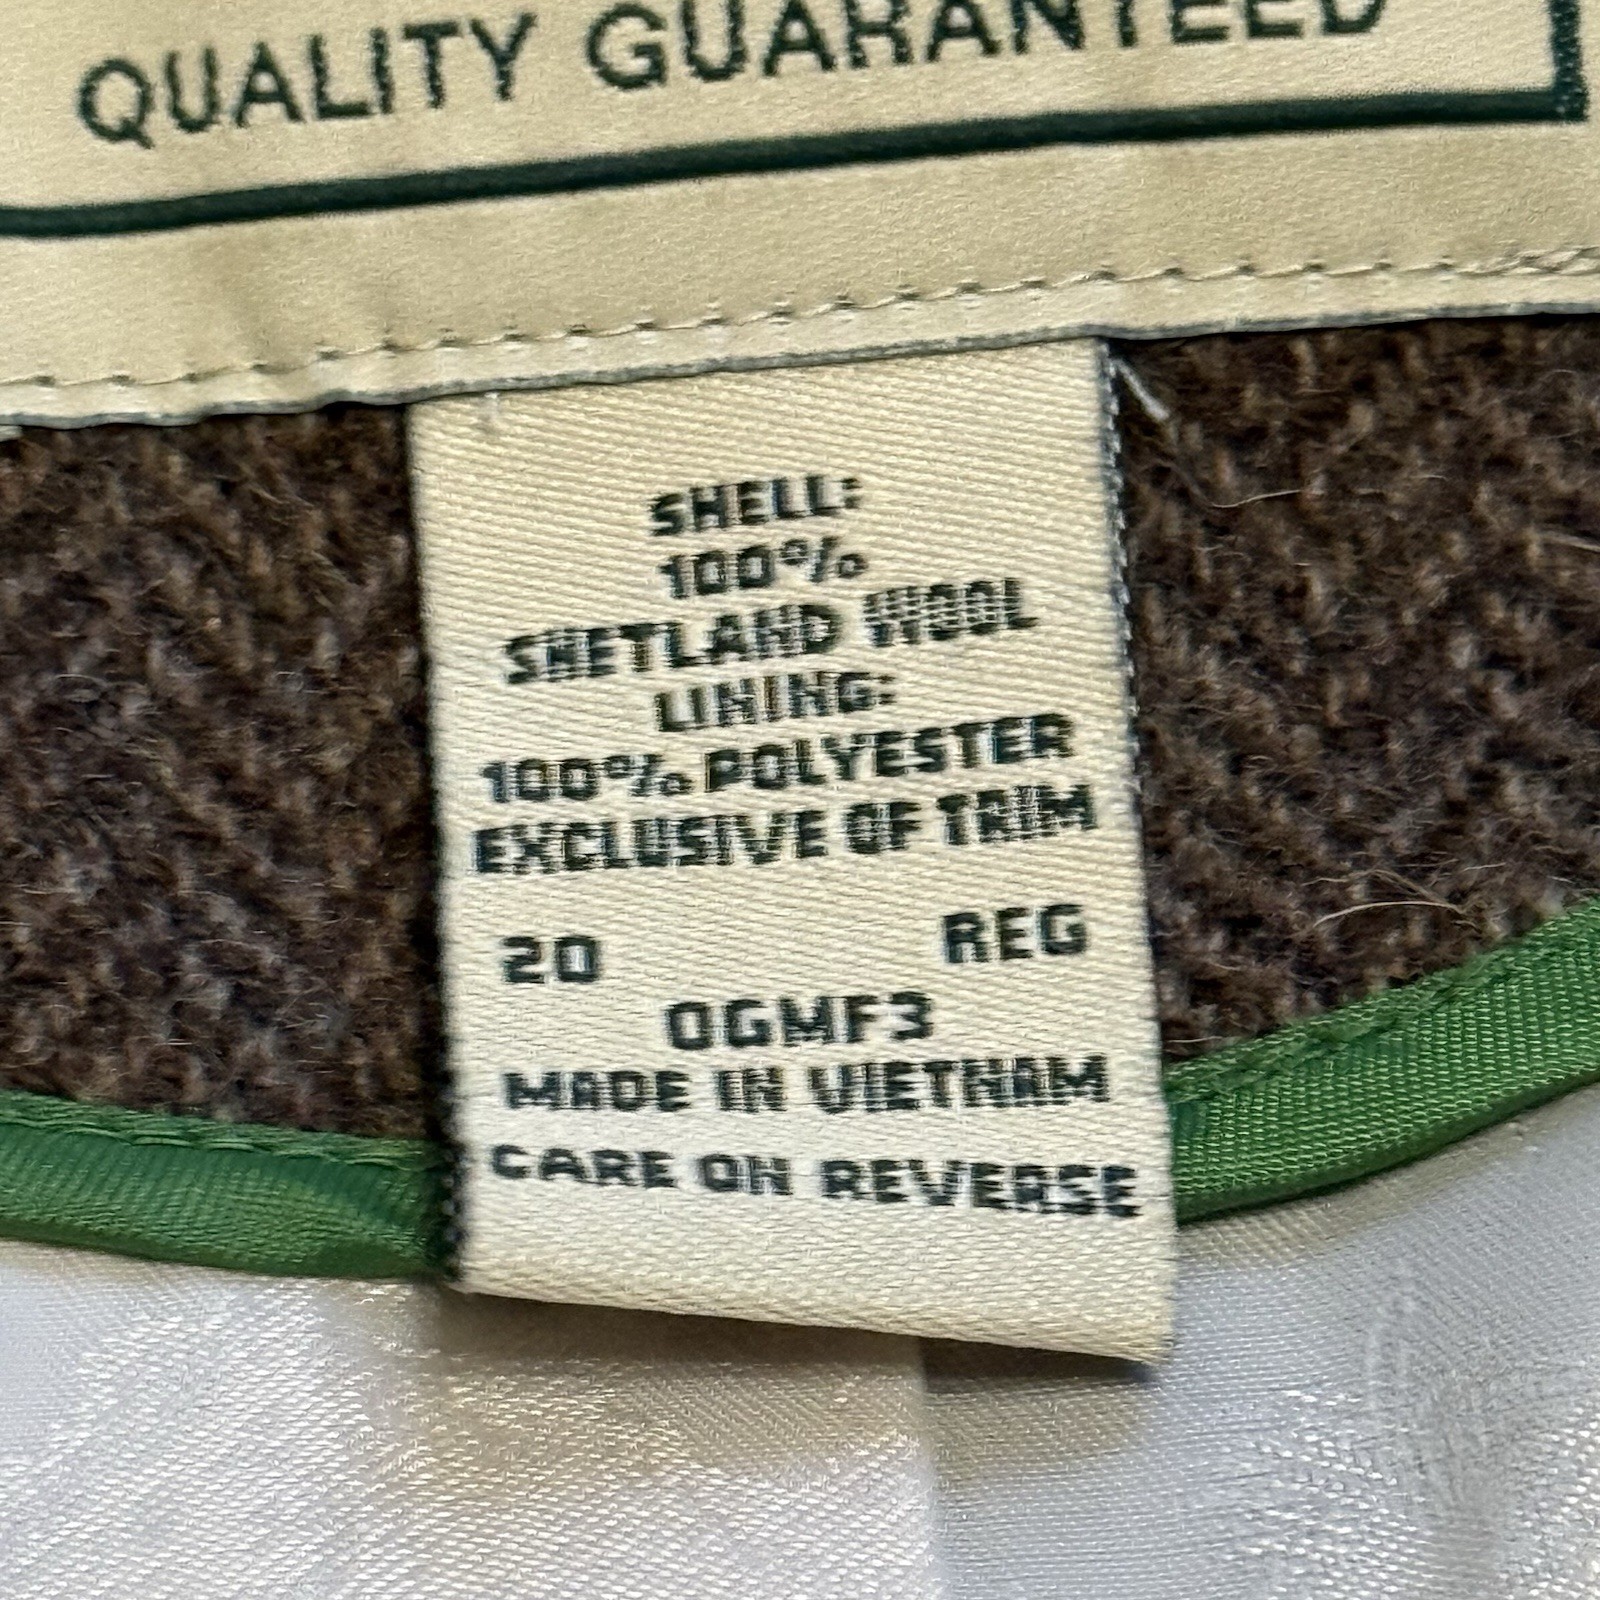 QUALITY GUARANTEED
SHELL:
100%
SHETLAND WOOL
LINING:
100% POLYESTER
EXCLUSIVE OF TRIM
20 REG
0GMF3
MADE IN VIETNAM
CARE ON REVERSE